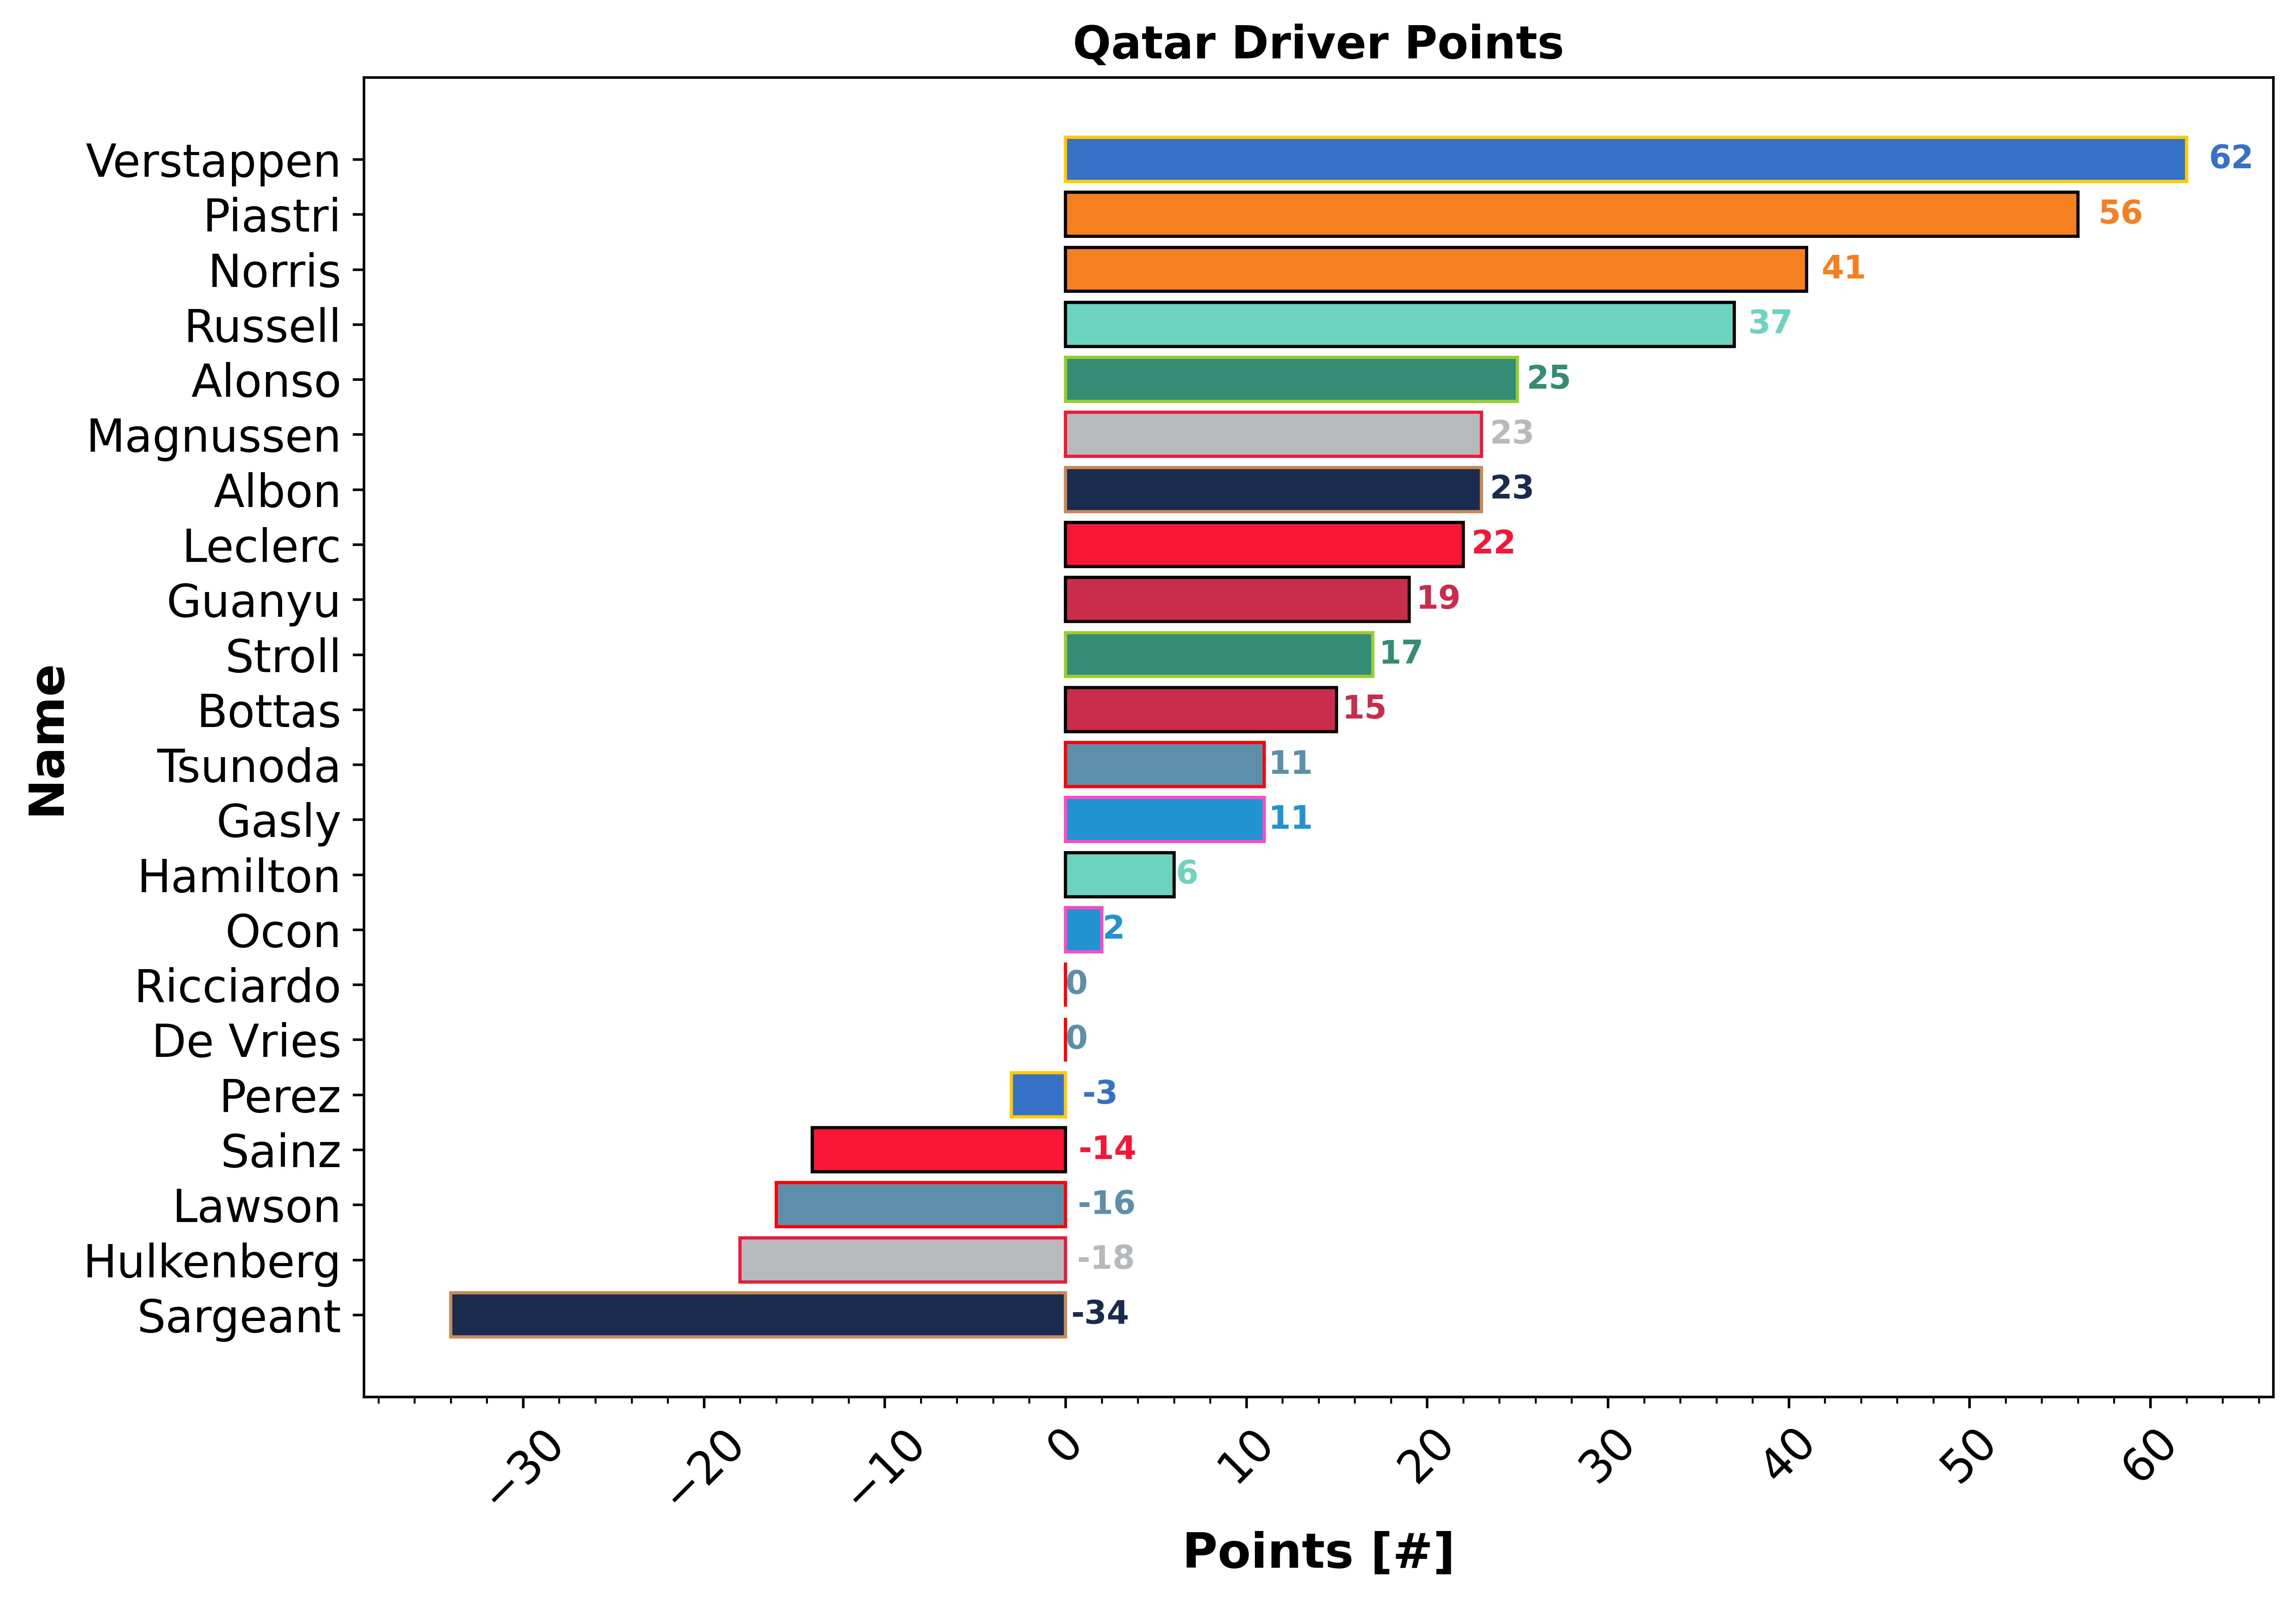 Qatar Driver Points
Name
Verstappen 62
Piastri 56
Norris 41
Russell 37
Alonso 25
Magnussen 23
Albon 23
Leclerc 22
Guanyu 19
Stroll 17
Bottas 15
Tsunoda 11
Gasly 11
Hamilton 6
Ocon 2
Ricciardo 0
De Vries 0
Perez -3
Sainz -14
Lawson -16
Hulkenberg -18
Sargeant -34
−30 −20 −10 0 10 20 30 40 50 60
Points [#]